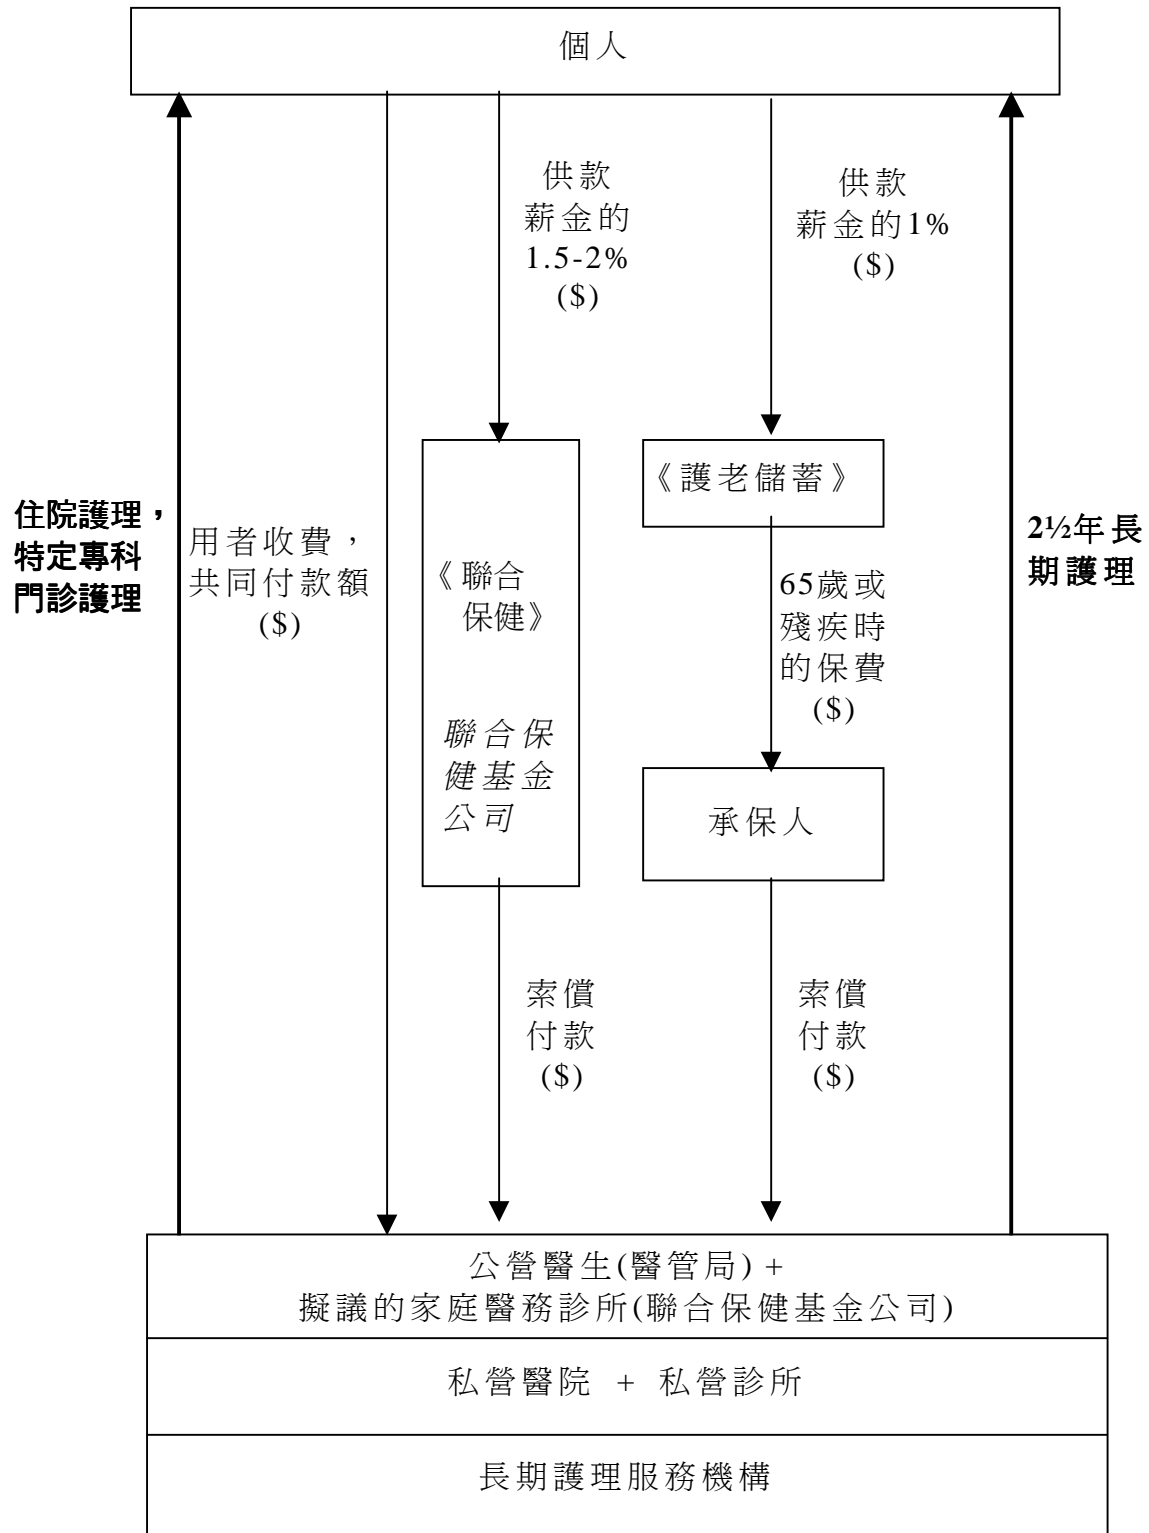 個人
供款
薪金的
1.5-2%
($)
供款
薪金的1%
($)
住院護理，
特定專科
門診護理
用者收費，
共同付款額
($)
《聯合
保健》
聯合保
健基金
公司
《護老儲蓄》
65歲或
殘疾時
的保費
($)
承保人
2½年長
期護理
索償
付款
($)
索償
付款
($)
公營醫生(醫管局) +
擬議的家庭醫務診所(聯合保健基金公司)
私營醫院 + 私營診所
長期護理服務機構